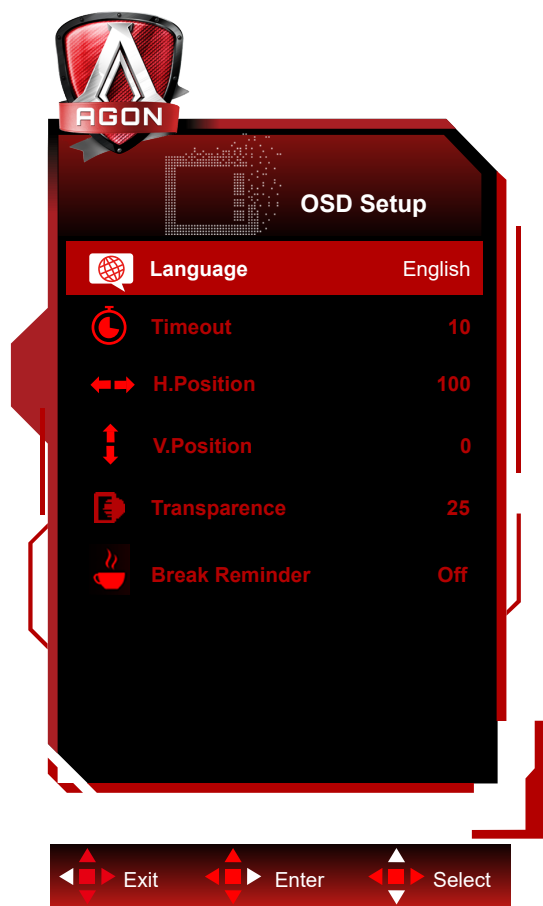 AGON
OSD Setup
Language English
Timeout 10
H.Position 100
V.Position 0
Transparence 25
Break Reminder Off
Exit Enter Select